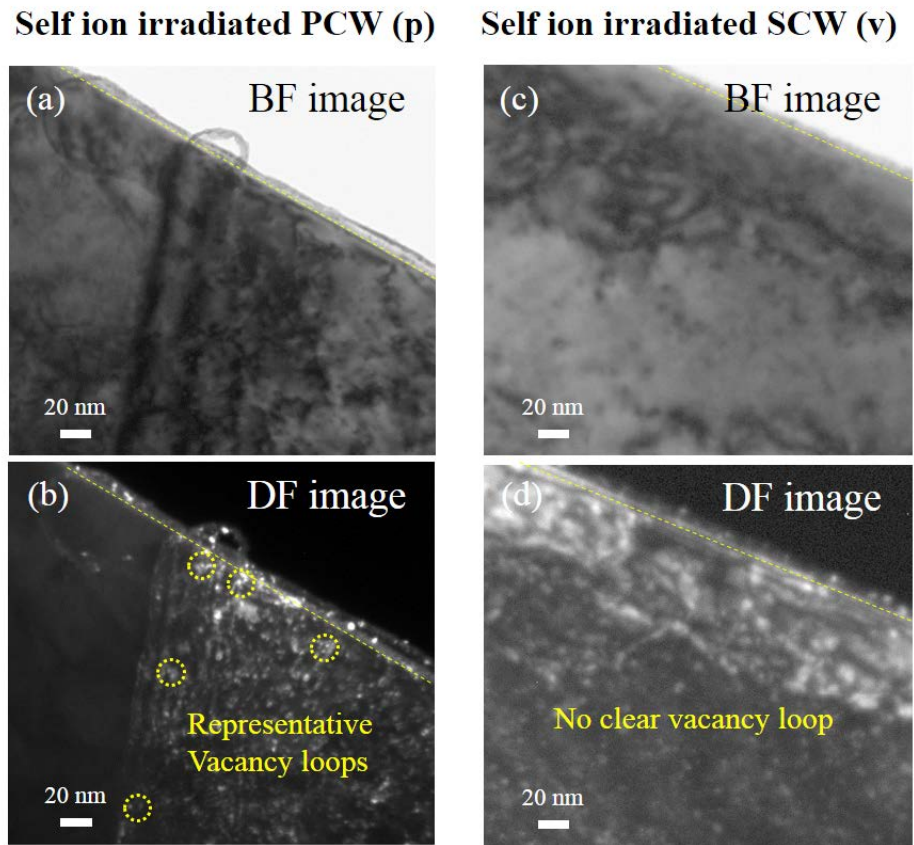 Self ion irradiated PCW (p)
Self ion irradiated SCW (v)
(a)
BF image
20 nm
(c)
BF image
20 nm
(b)
DF image
Representative
Vacancy loops
20 nm
(d)
DF image
No clear vacancy loop
20 nm